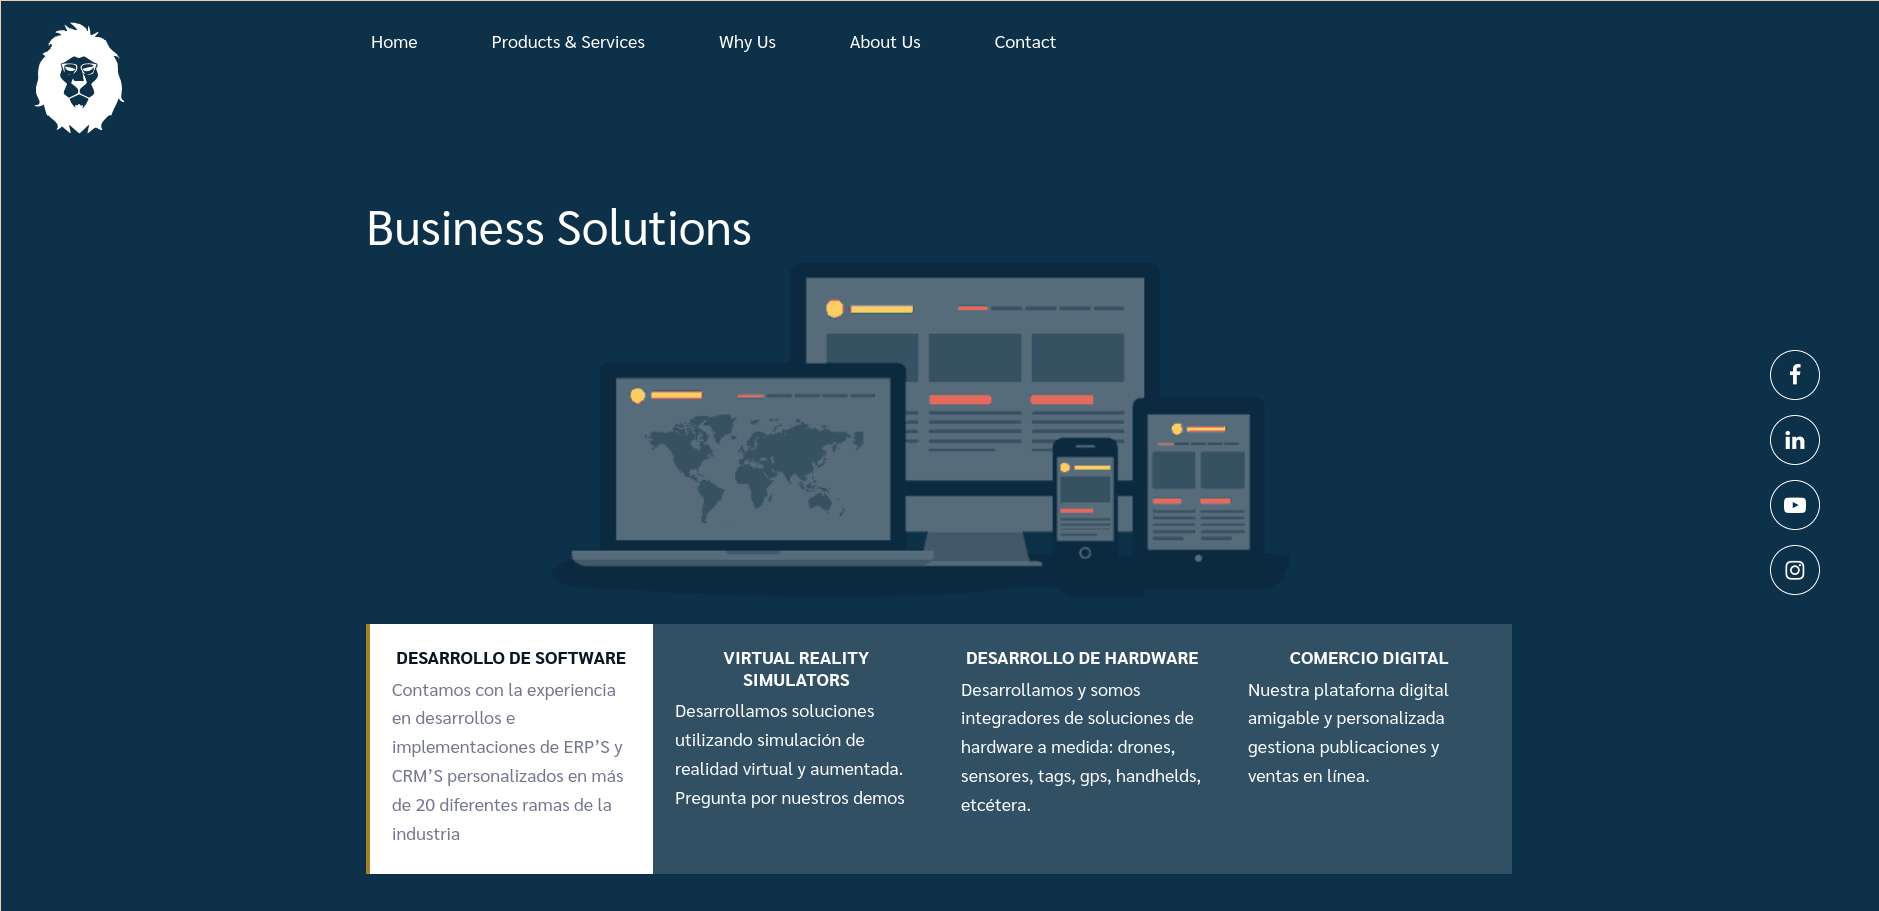 Home
Products & Services
Why Us
About Us
Contact
Business Solutions
DESARROLLO DE SOFTWARE
Contamos con la experiencia
en desarrollos e
implementaciones de ERP’S y
CRM’S personalizados en más
de 20 diferentes ramas de la
industria
VIRTUAL REALITY
SIMULATORS
Desarrollamos soluciones
utilizando simulación de
realidad virtual y aumentada.
Pregunta por nuestros demos
DESARROLLO DE HARDWARE
Desarrollamos y somos
integradores de soluciones de
hardware a medida: drones,
sensores, tags, gps, handhelds,
etcétera.
COMERCIO DIGITAL
Nuestra plataforna digital
amigable y personalizada
gestiona publicaciones y
ventas en línea.